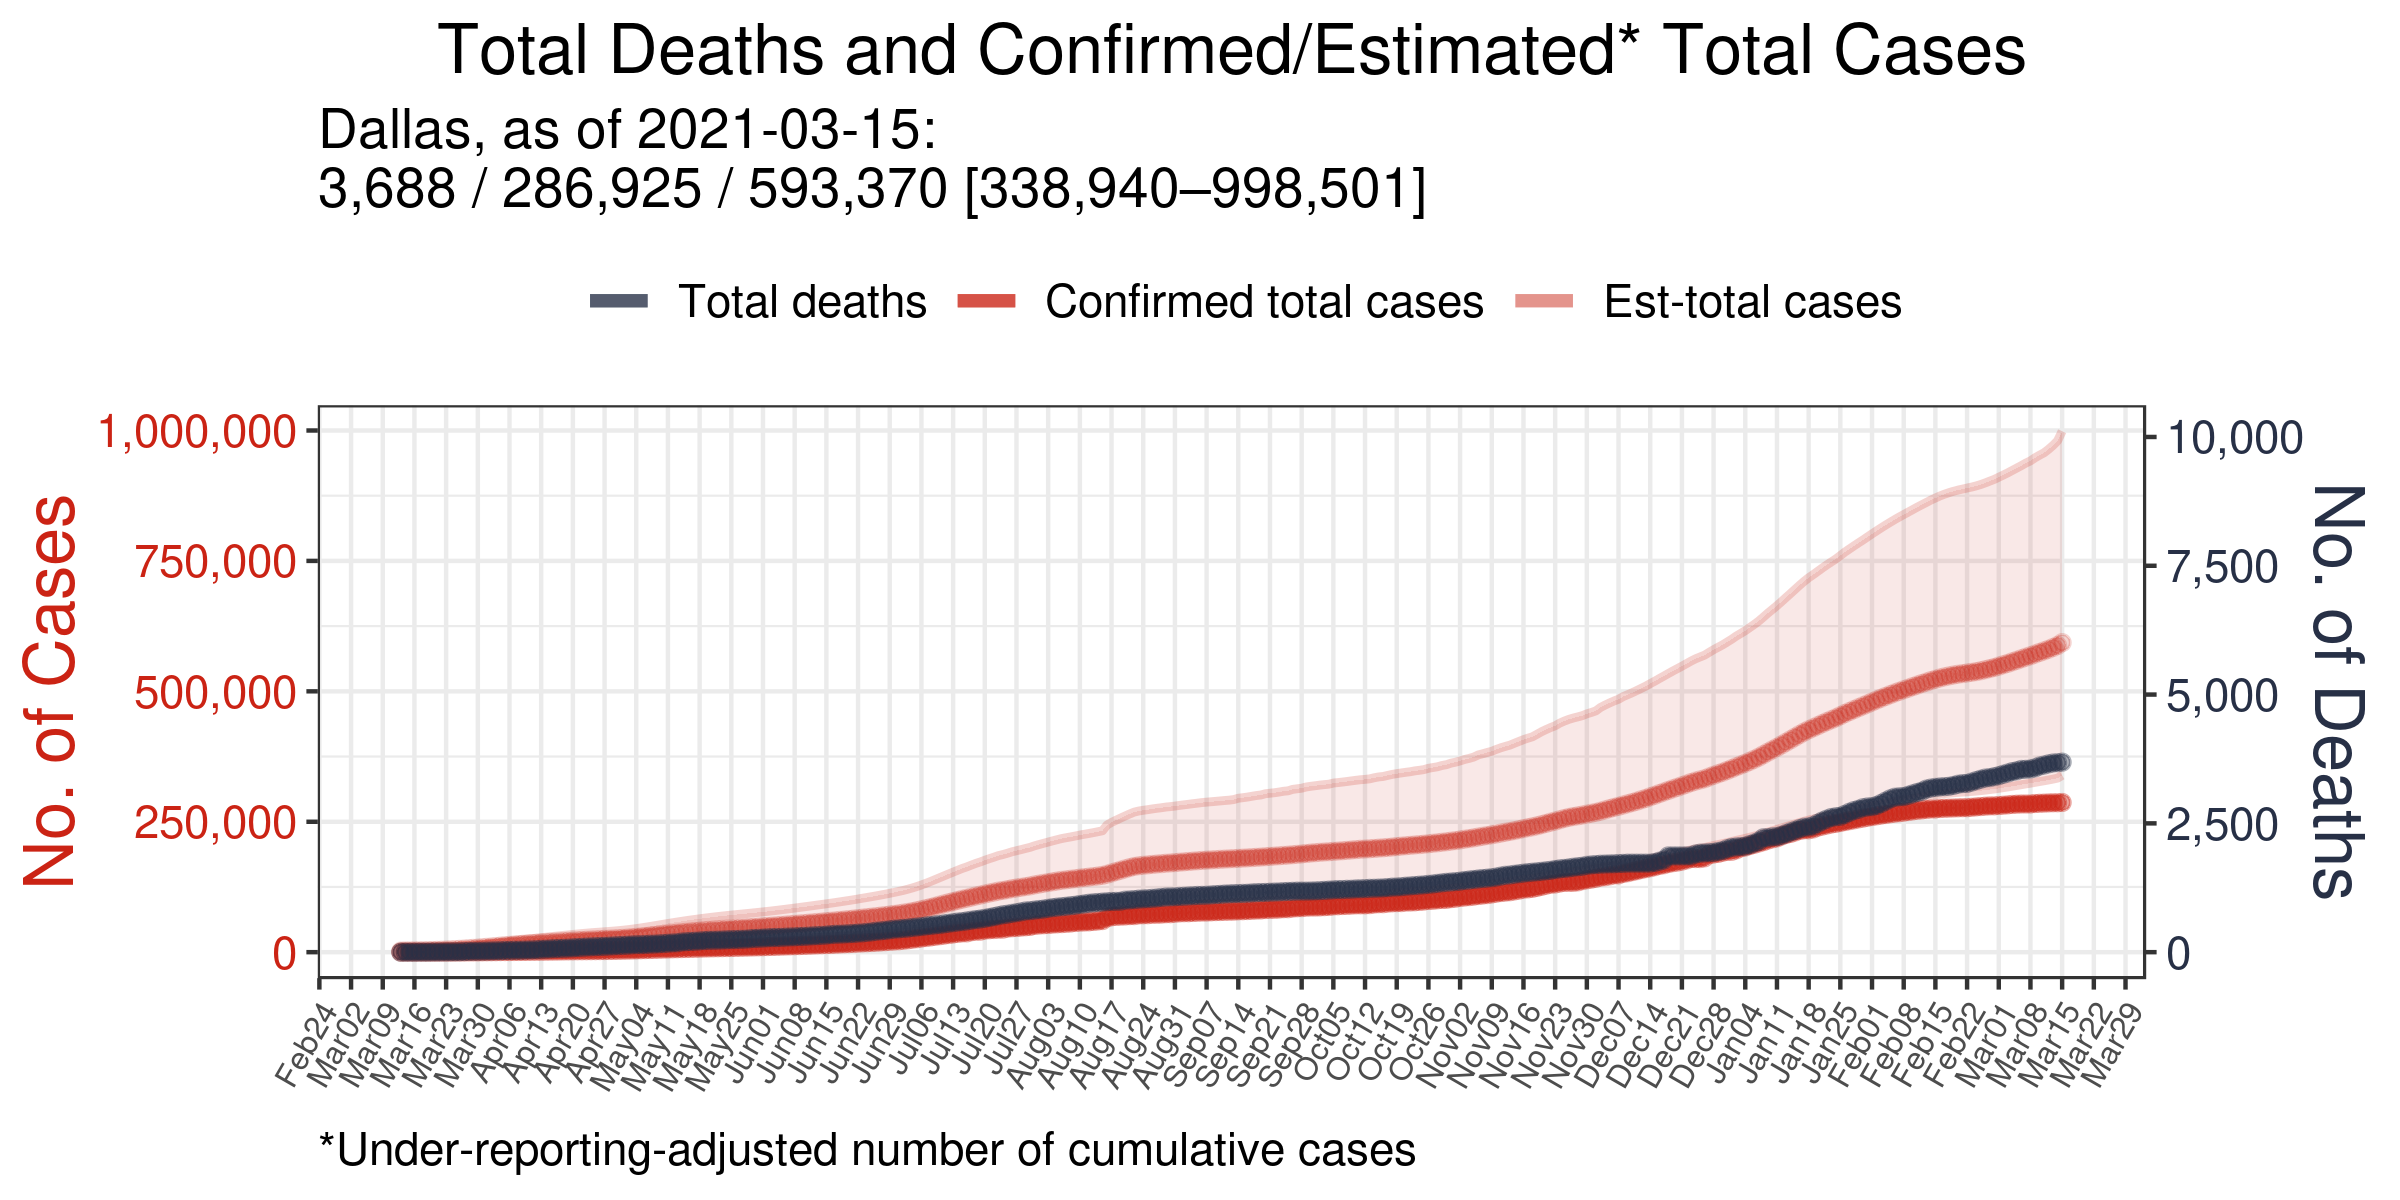 Total Deaths and Confirmed/Estimated* Total Cases
Dallas, as of 2021-03-15:
3,688 / 286,925 / 593,370 [338,940–998,501]
Total deaths
Confirmed total cases
Est-total cases
No. of Cases
1,000,000
750,000
500,000
250,000
0
10,000
7,500
5,000
2,500
0
No. of Deaths
Feb24
Mar02
Mar09
Mar16
Mar23
Mar30
Apr06
Apr13
Apr20
Apr27
May04
May11
May18
May25
Jun01
Jun08
Jun15
Jun22
Jun29
Jul06
Jul13
Jul20
Jul27
Aug03
Aug10
Aug17
Aug24
Aug31
Sep07
Sep14
Sep21
Sep28
Oct05
Oct12
Oct19
Oct26
Nov02
Nov09
Nov16
Nov23
Nov30
Dec07
Dec14
Dec21
Dec28
Jan04
Jan11
Jan18
Jan25
Feb01
Feb08
Feb15
Feb22
Mar01
Mar08
Mar15
Mar22
Mar29
*Under-reporting-adjusted number of cumulative cases